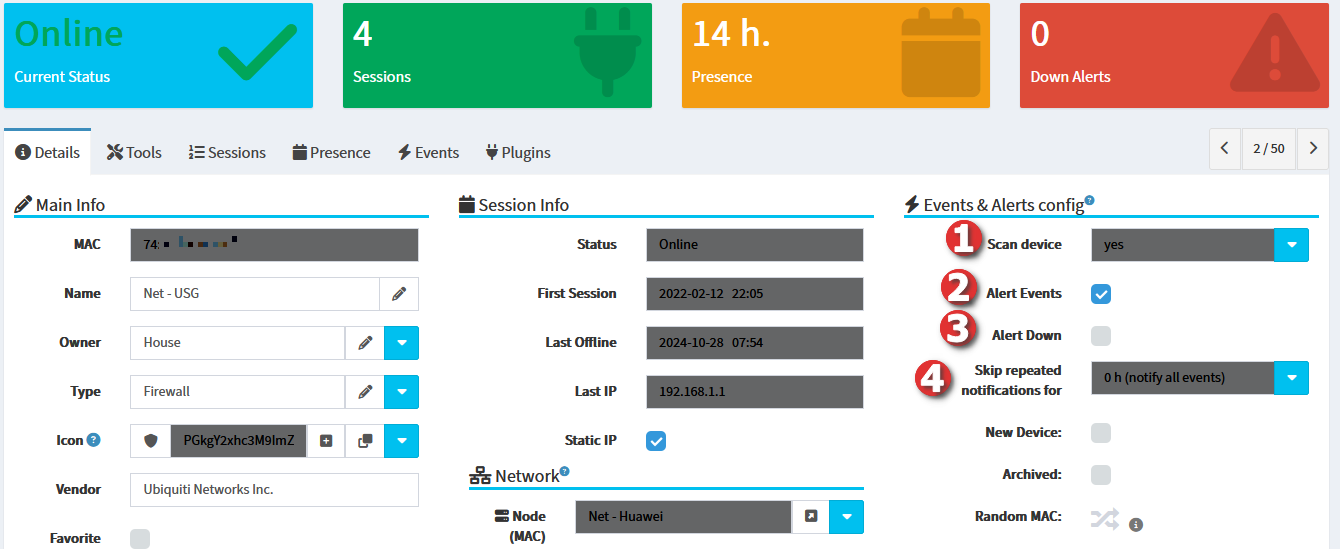 Online
Current Status
4
Sessions
14 h.
Presence
0
Down Alerts
Details
Tools
Sessions
Presence
Events
Plugins
2 / 50
Main Info
MAC
74:
Name
Net - USG
Owner
House
Type
Firewall
Icon
PGkgY2xhc3M9ImZ
Vendor
Ubiquiti Networks Inc.
Favorite
Session Info
Status
Online
First Session
2022-02-12 22:05
Last Offline
2024-10-28 07:54
Last IP
192.168.1.1
Static IP
Network
Node
(MAC)
Net - Huawei
Events & Alerts config
1
Scan device
yes
2
Alert Events
3
Alert Down
4
Skip repeated
notifications for
0 h (notify all events)
New Device:
Archived:
Random MAC: